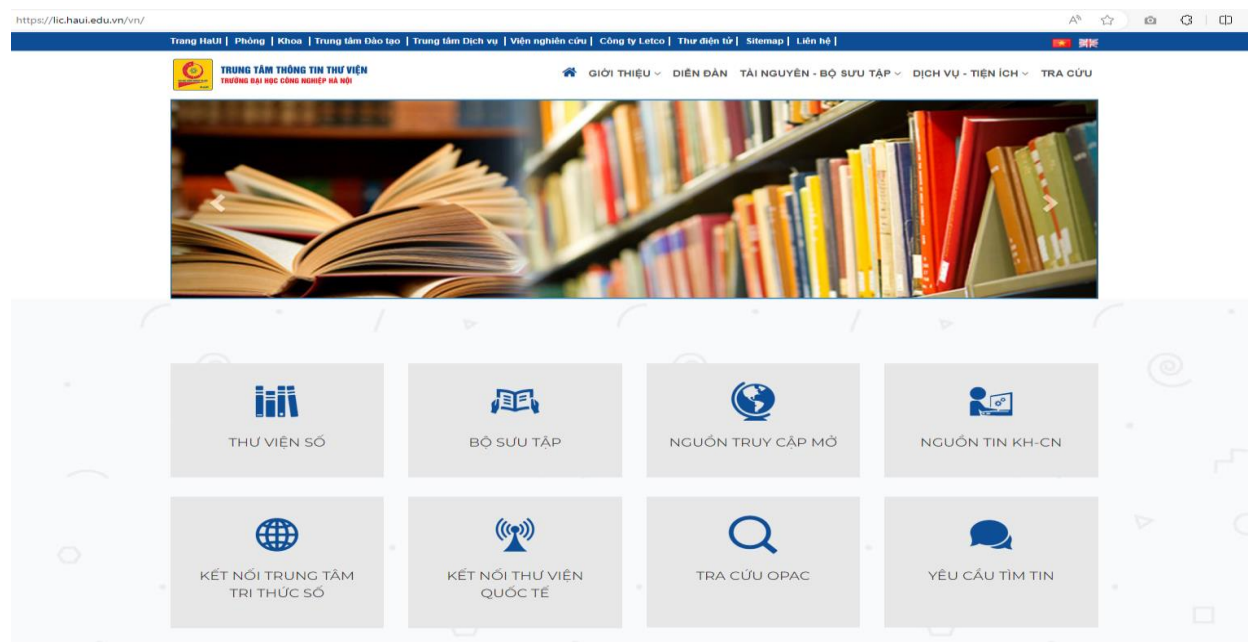 https://lic.haui.edu.vn/vn/
Trang HaUI | Phòng | Khoa | Trung tâm Đào tạo | Trung tâm Dịch vụ | Viện nghiên cứu | Công ty Letco | Thư điện tử | Sitemap | Liên hệ |
TRUNG TÂM THÔNG TIN THƯ VIỆN
TRƯỜNG ĐẠI HỌC CÔNG NGHIỆP HÀ NỘI
GIỚI THIỆU DIỄN ĐÀN TÀI NGUYÊN - BỘ SƯU TẬP DỊCH VỤ - TIỆN ÍCH TRA CỨU
THƯ VIỆN SỐ
BỘ SƯU TẬP
NGUỒN TRUY CẬP MỞ
NGUỒN TIN KH-CN
KẾT NỐI TRUNG TÂM
TRI THỨC SỐ
KẾT NỐI THƯ VIỆN
QUỐC TẾ
TRA CỨU OPAC
YÊU CẦU TÌM TIN